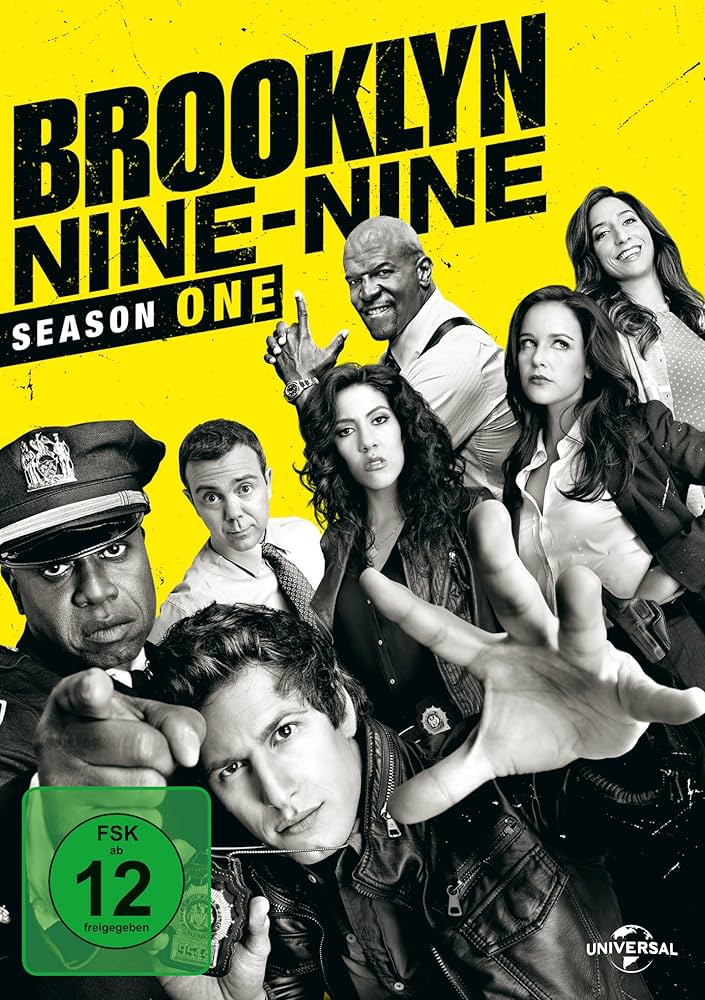 BROOKLYN
NINE-NINE
SEASON ONE
FSK
ab
12
freigegeben
UNIVERSAL